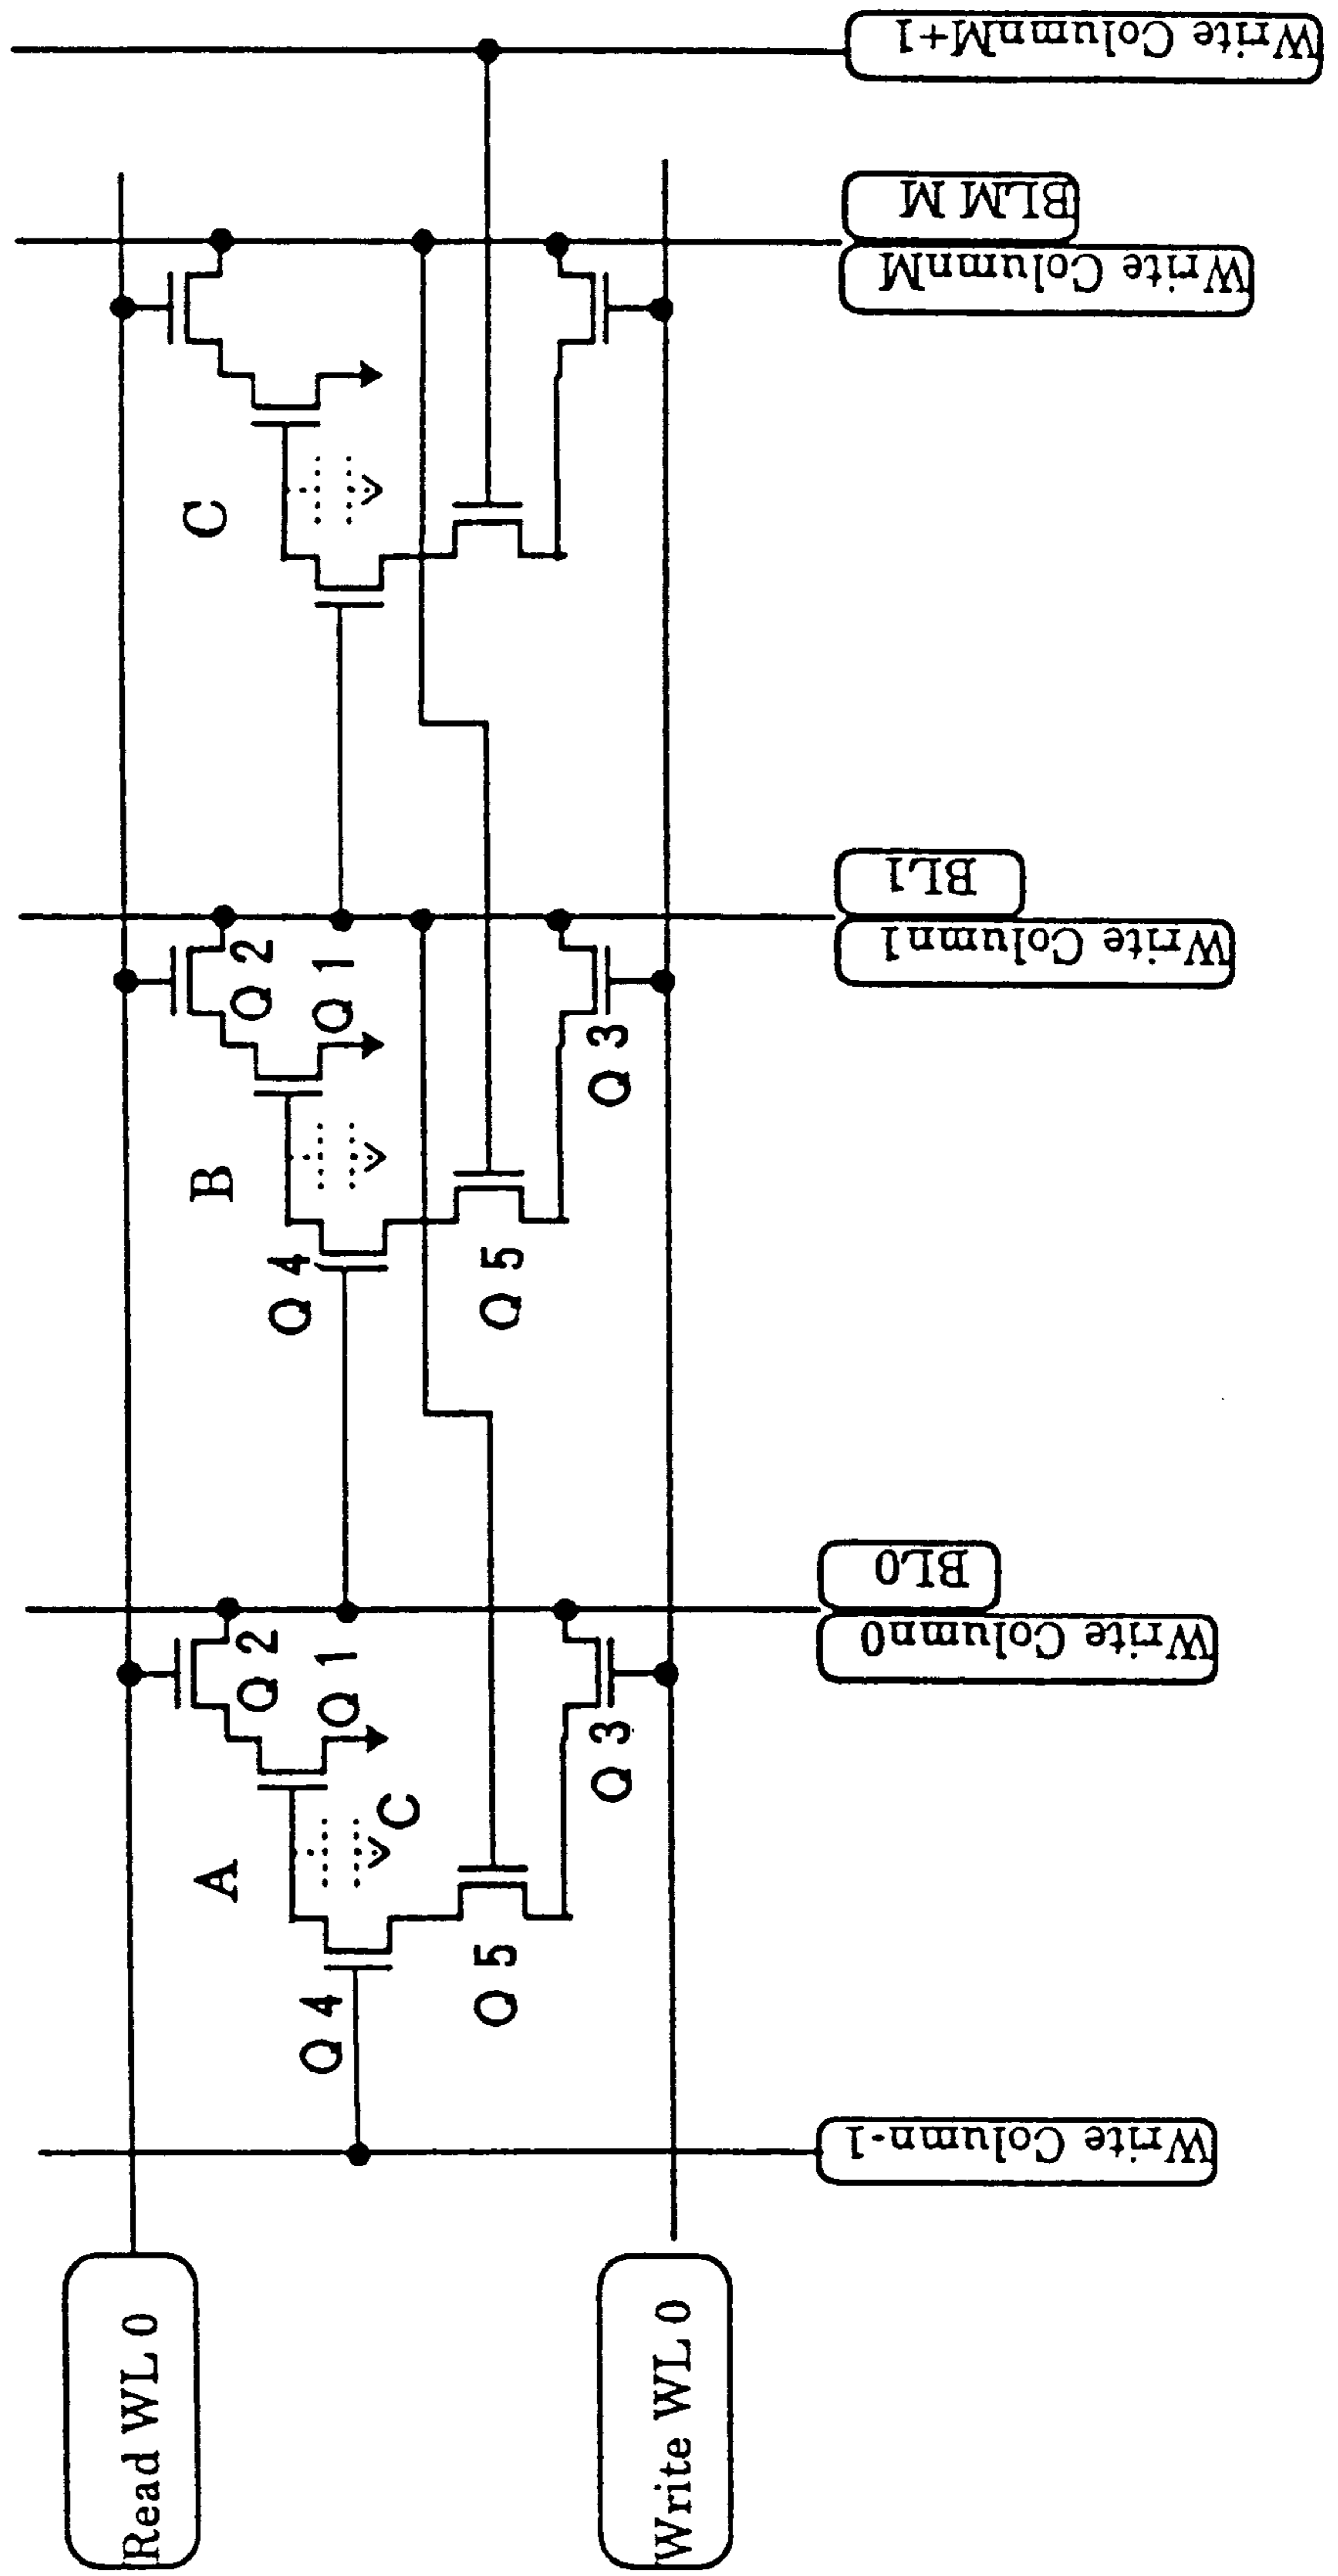 Read WL 0
Write WL 0
Write Column-1
Q 4
A
C
Q 5
Q 2
Q 1
Q 3
BL0
Write Column0
Q 4
B
Q 5
Q 2
Q 1
Q 3
BL1
Write Column1
C
BLM M
Write ColumnM
Write ColumnM+1